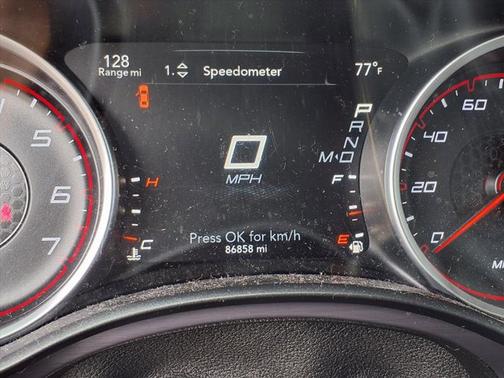 128 1. Speedometer 77°F
Range mi
P
R
N
M D
0
MPH
H
C
F
E
Press OK for km/h
86858 mi
5
6
7
60
40
20
0